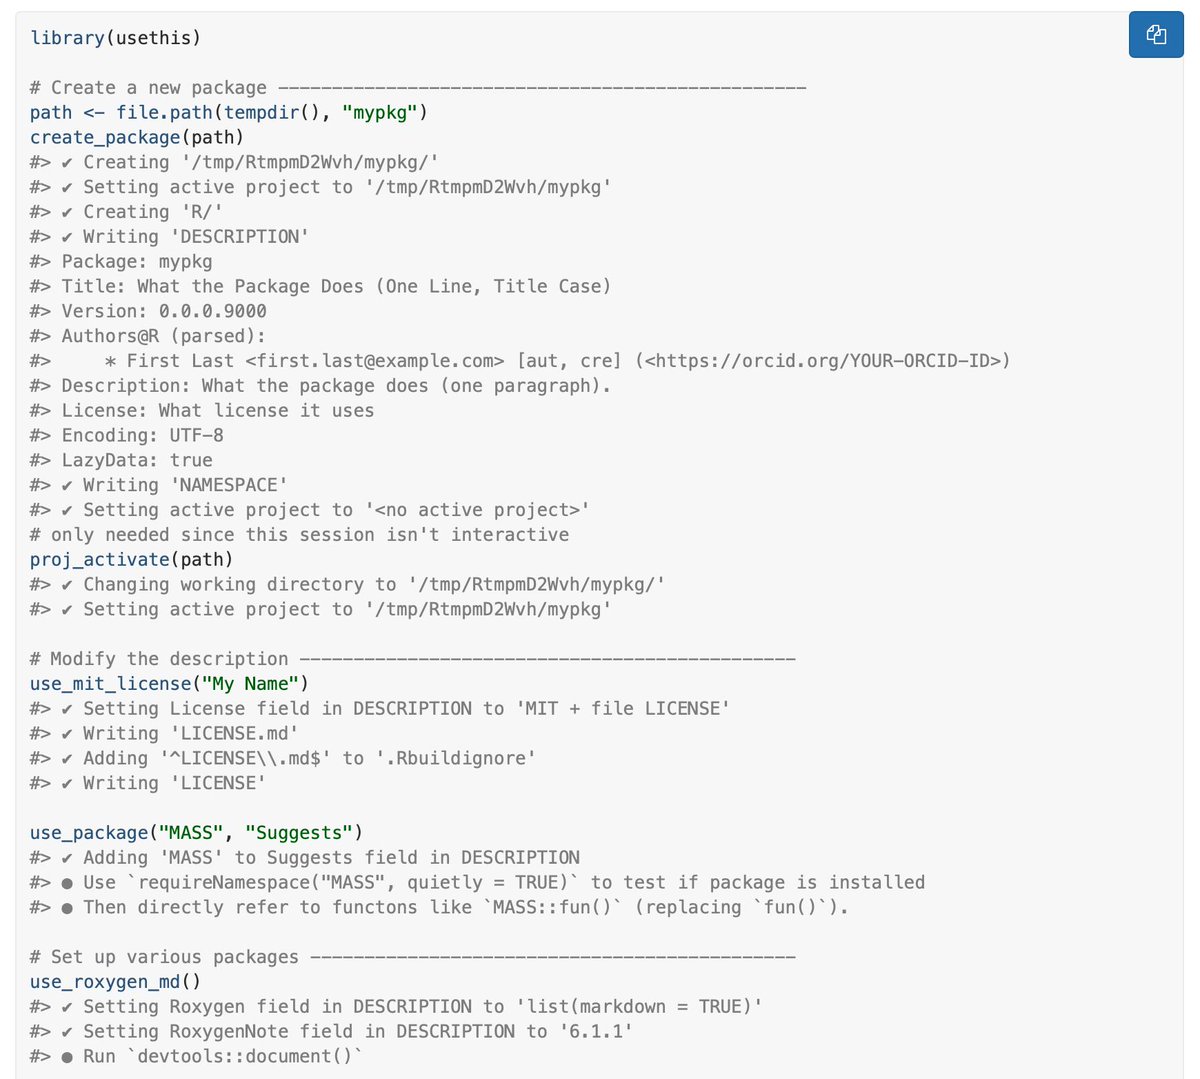 library(usethis)

# Create a new package -------------------------------------------------
path <- file.path(tempdir(), "mypkg")
create_package(path)
#> ✔ Creating '/tmp/RtmpmD2Wvh/mypkg/'
#> ✔ Setting active project to '/tmp/RtmpmD2Wvh/mypkg'
#> ✔ Creating 'R/'
#> ✔ Writing 'DESCRIPTION'
#> Package: mypkg
#> Title: What the Package Does (One Line, Title Case)
#> Version: 0.0.0.9000
#> Authors@R (parsed):
#>     * First Last <first.last@example.com> [aut, cre] (<https://orcid.org/YOUR-ORCID-ID>)
#> Description: What the package does (one paragraph).
#> License: What license it uses
#> Encoding: UTF-8
#> LazyData: true
#> ✔ Writing 'NAMESPACE'
#> ✔ Setting active project to '<no active project>'
# only needed since this session isn't interactive
proj_activate(path)
#> ✔ Changing working directory to '/tmp/RtmpmD2Wvh/mypkg/'
#> ✔ Setting active project to '/tmp/RtmpmD2Wvh/mypkg'

# Modify the description ----------------------------------------------
use_mit_license("My Name")
#> ✔ Setting License field in DESCRIPTION to 'MIT + file LICENSE'
#> ✔ Writing 'LICENSE.md'
#> ✔ Adding '^LICENSE\\.md$' to '.Rbuildignore'
#> ✔ Writing 'LICENSE'

use_package("MASS", "Suggests")
#> ✔ Adding 'MASS' to Suggests field in DESCRIPTION
#> ● Use `requireNamespace("MASS", quietly = TRUE)` to test if package is installed
#> ● Then directly refer to functons like `MASS::fun()` (replacing `fun()`).

# Set up various packages ---------------------------------------------
use_roxygen_md()
#> ✔ Setting Roxygen field in DESCRIPTION to 'list(markdown = TRUE)'
#> ✔ Setting RoxygenNote field in DESCRIPTION to '6.1.1'
#> ● Run `devtools::document()`